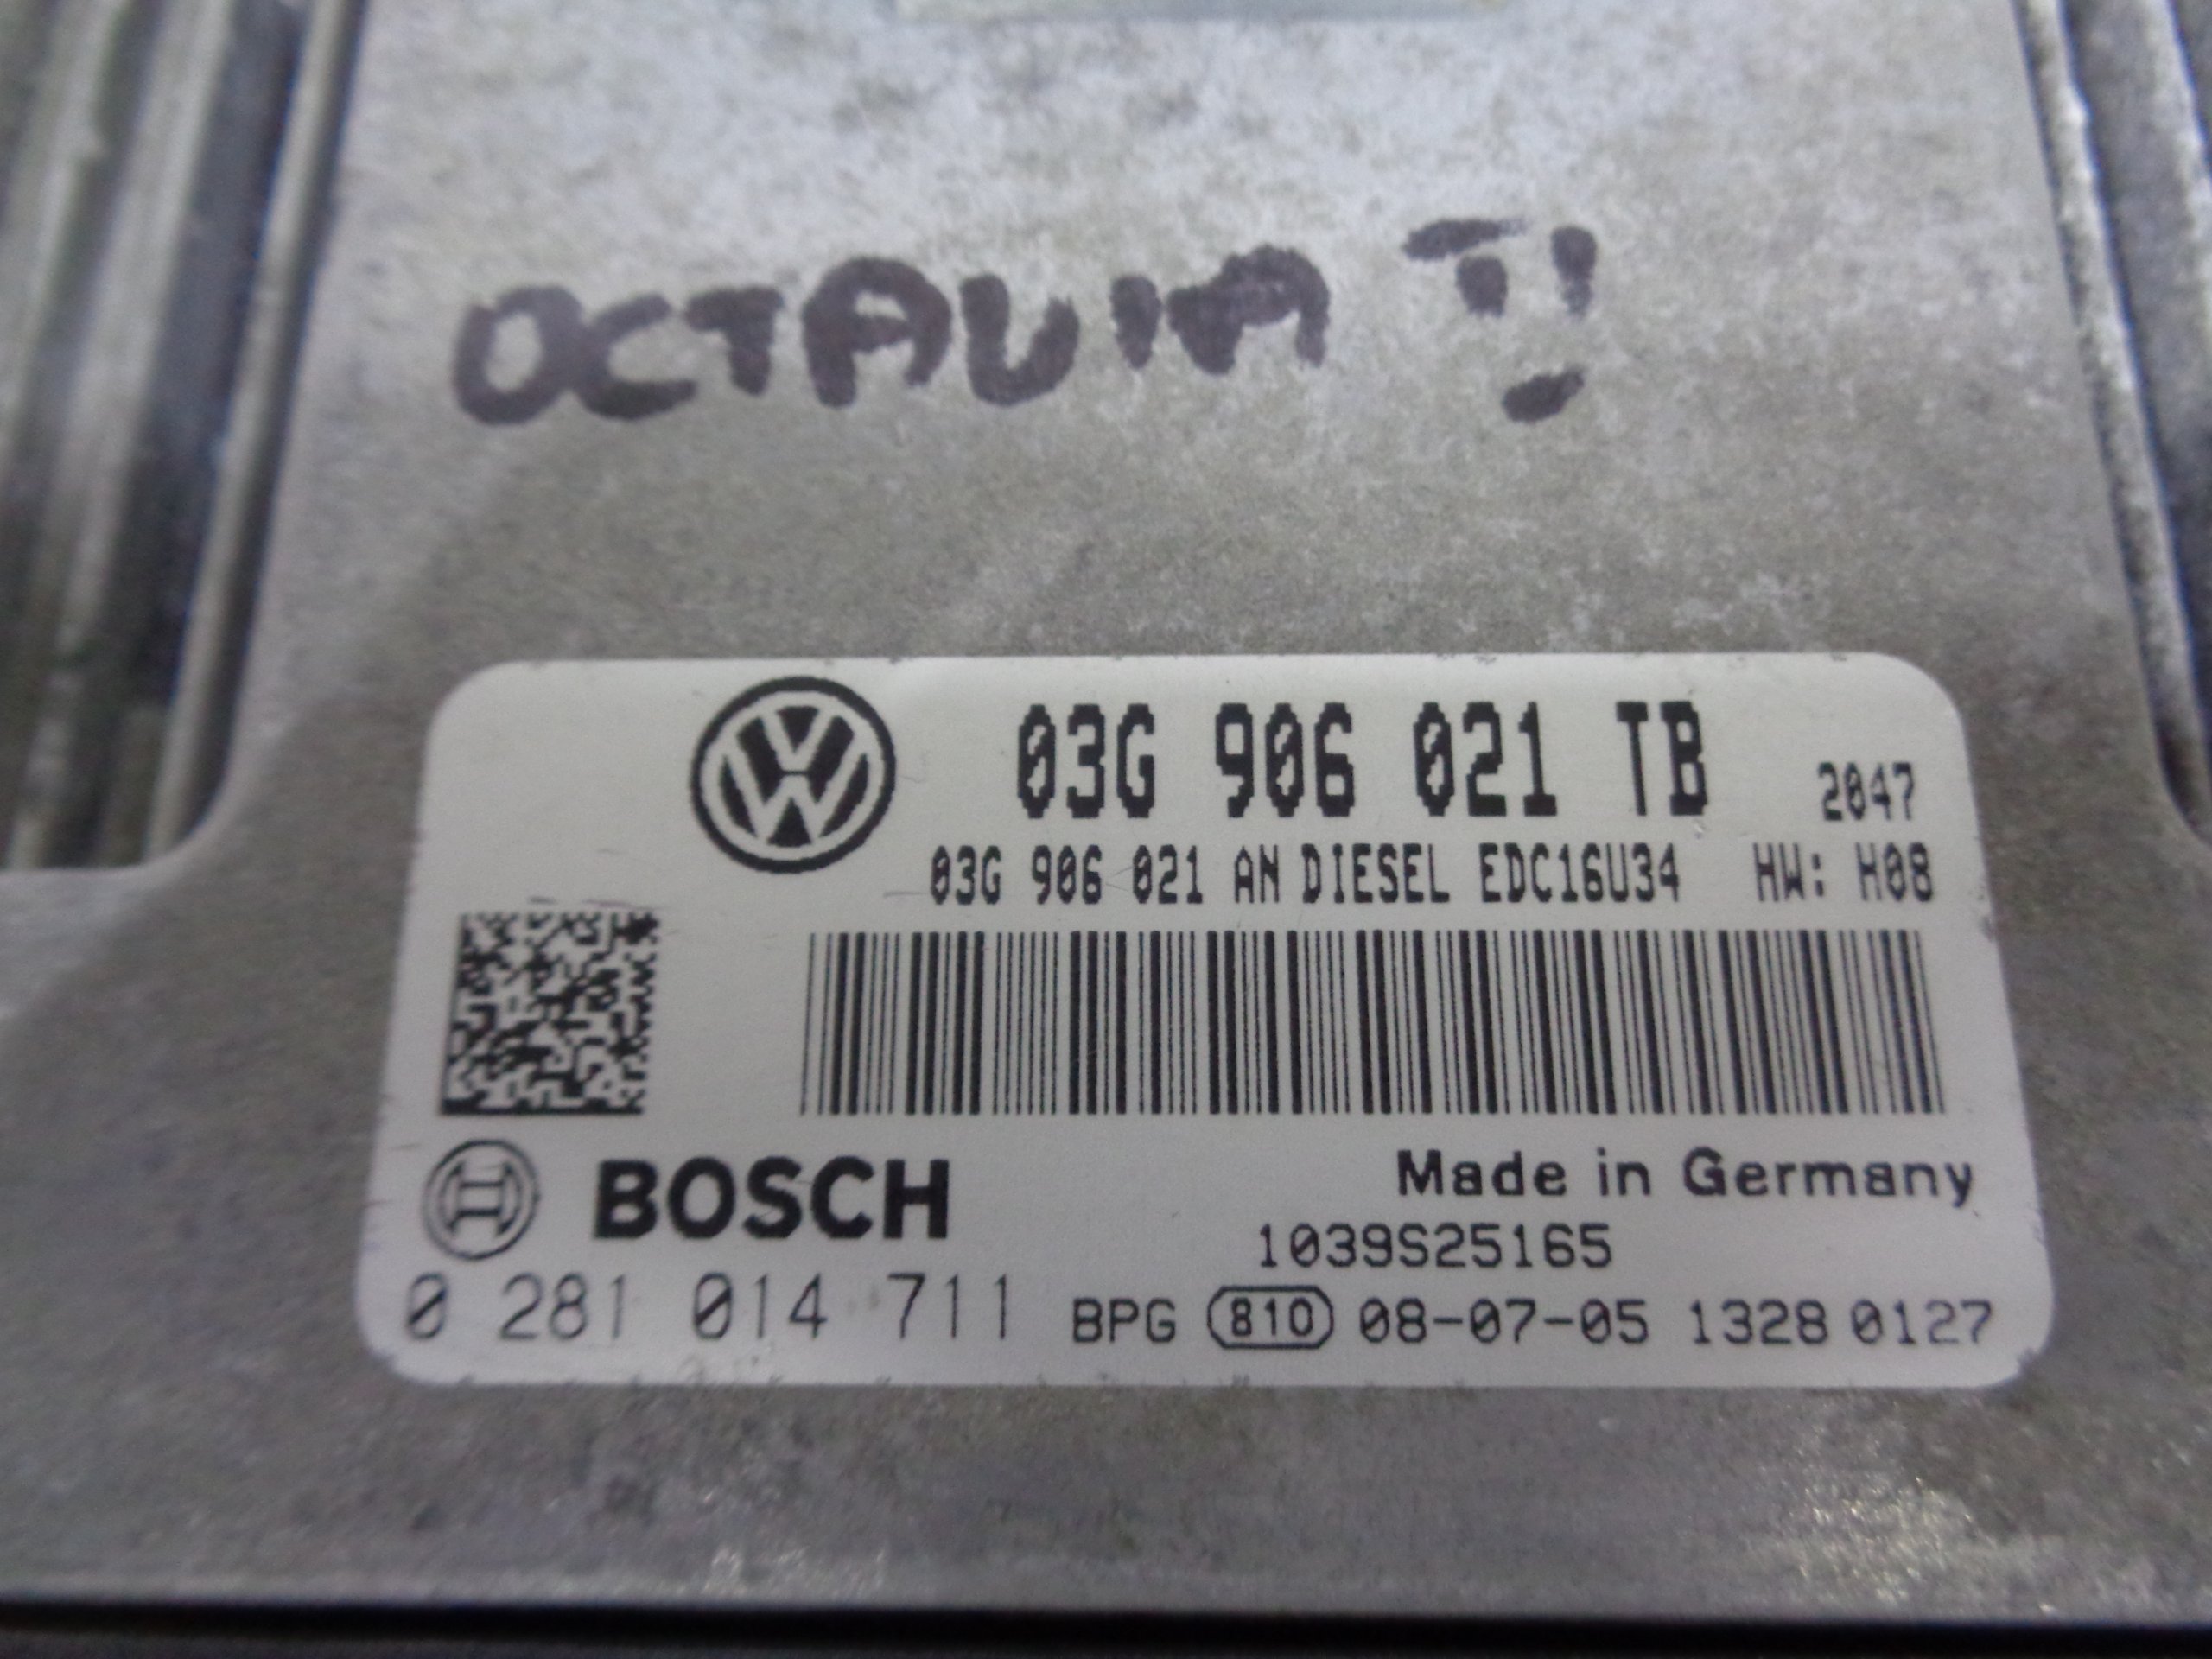 OCTAVIA II
03G 906 021 TB 2047
03G 906 021 AN DIESEL EDC16U34 HW: H08
BOSCH
Made in Germany
1039S25165
0 281 014 711 BPG 810 08-07-05 1328 0127